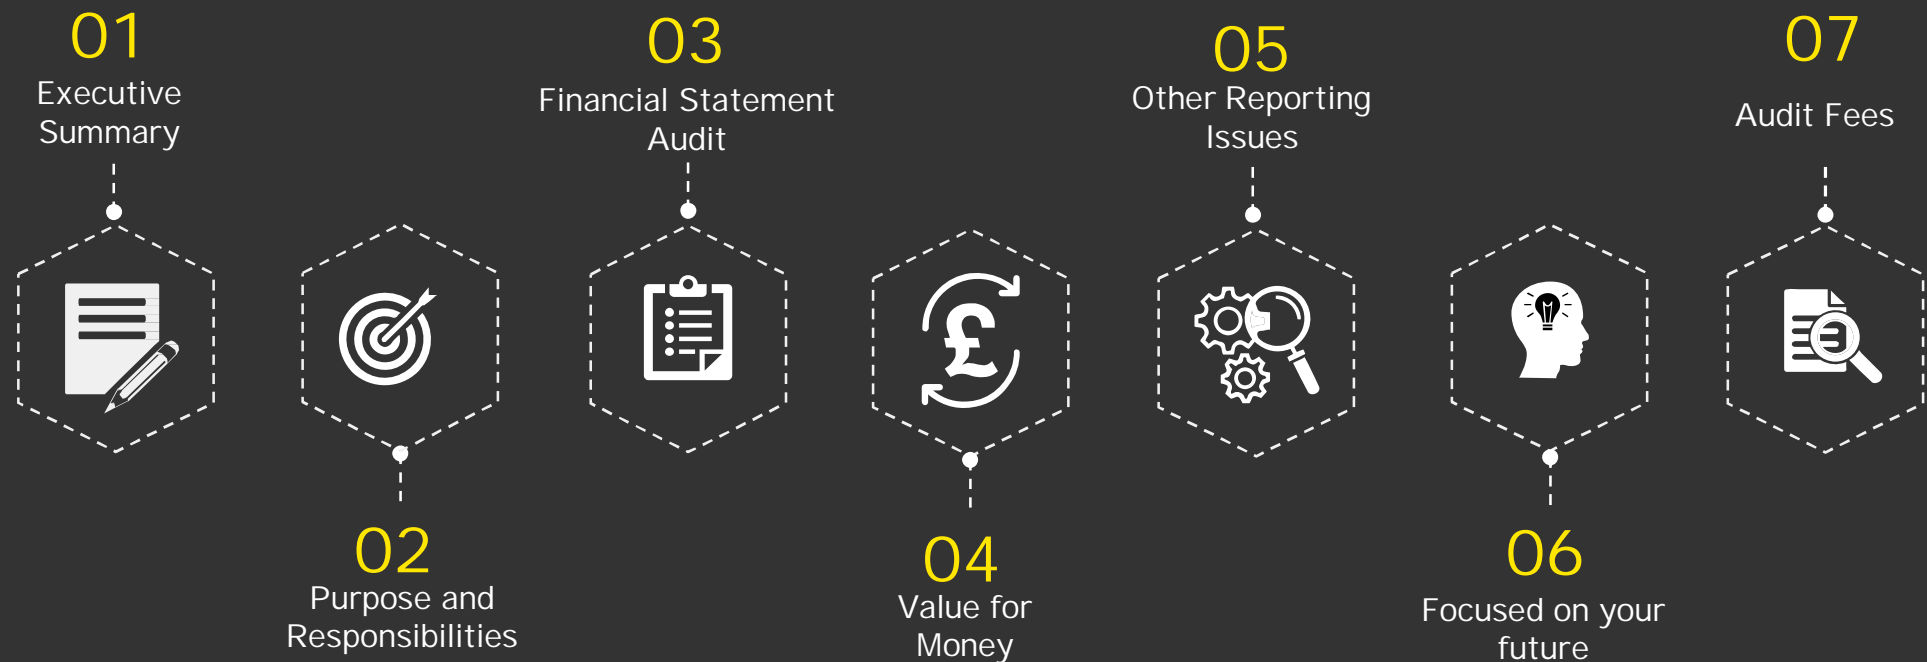 01
Executive
Summary
02
Purpose and
Responsibilities
03
Financial Statement
Audit
04
Value for
Money
05
Other Reporting
Issues
06
Focused on your
future
07
Audit Fees
£